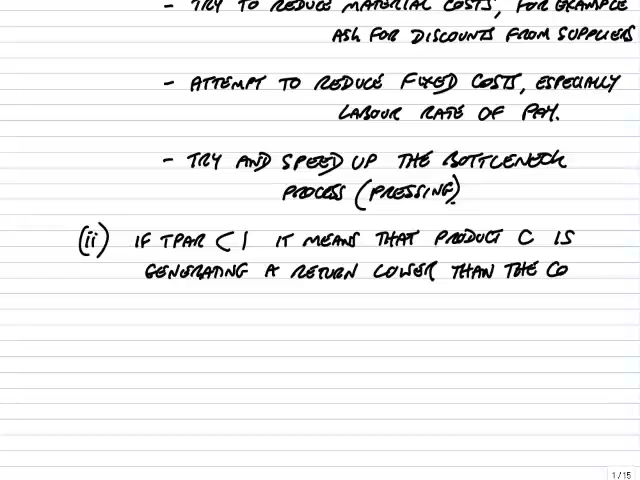 - TRY TO REDUCE MATERIAL COSTS, FOR EXAMPLE
ASK FOR DISCOUNTS FROM SUPPLIERS
- ATTEMPT TO REDUCE FIXED COSTS, ESPECIALLY
LABOUR RATE OF PAY.
- TRY AND SPEED UP THE BOTTLENECK
PROCESS (PRESSING).
(ii) IF TPAR < 1 IT MEANS THAT PRODUCT C IS
GENERATING A RETURN LOWER THAN THE CO
1 / 15